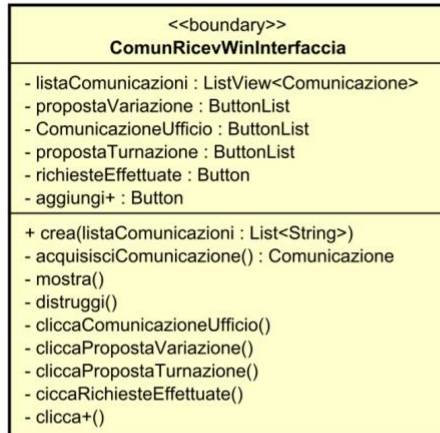 <<boundary>>
ComunRicevWinInterfaccia
- listaComunicazioni : ListView<Comunicazione>
- propostaVariazione : ButtonList
- ComunicazioneUfficio : ButtonList
- propostaTurnazione : ButtonList
- richiesteEffettuate : Button
- aggiungi+ : Button
+ crea(listaComunicazioni : List<String>)
- acquisisciComunicazione() : Comunicazione
- mostra()
- distruggi()
- cliccaComunicazioneUfficio()
- cliccaPropostaVariazione()
- cliccaPropostaTurnazione()
- ciccaRichiesteEffettuate()
- clicca+()